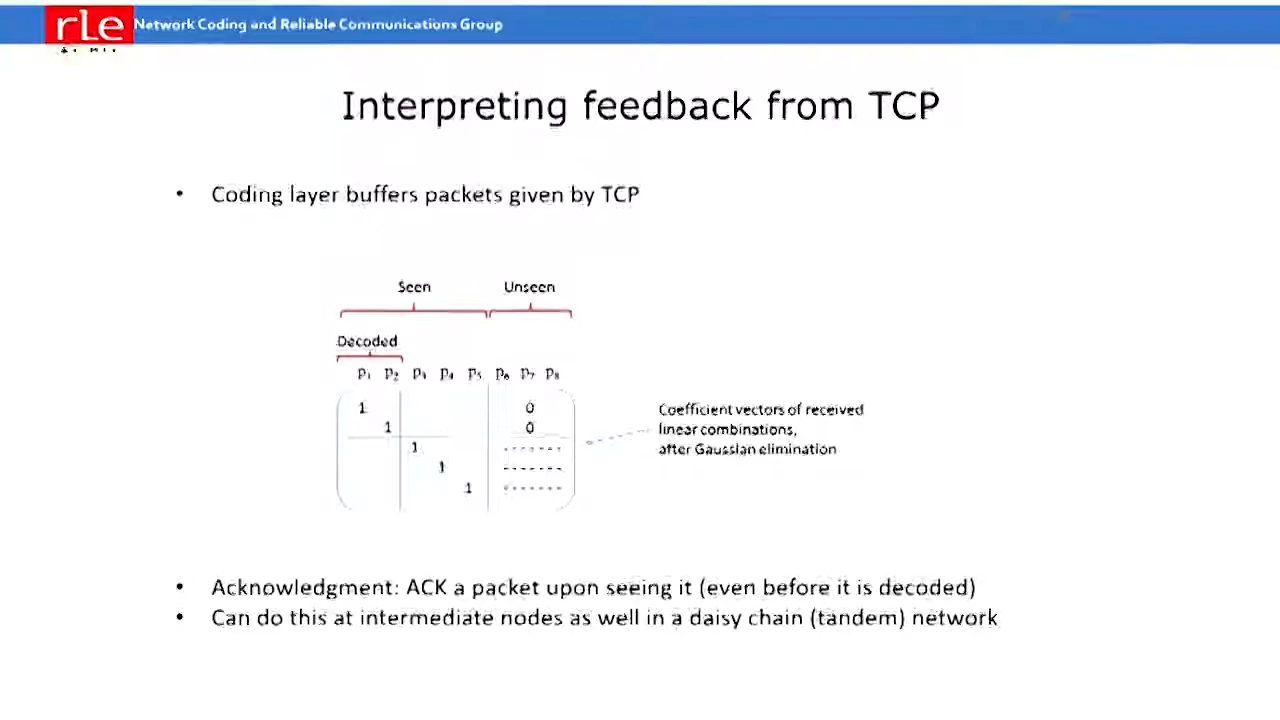 rle
Network Coding and Reliable Communications Group
Interpreting feedback from TCP
• Coding layer buffers packets given by TCP
Seen Unseen
Decoded
p1 p2 p3 p4 p5 p6 p7 p8
1 0
1 0
1
1
1
Coefficient vectors of received
linear combinations,
after Gaussian elimination
• Acknowledgment: ACK a packet upon seeing it (even before it is decoded)
• Can do this at intermediate nodes as well in a daisy chain (tandem) network